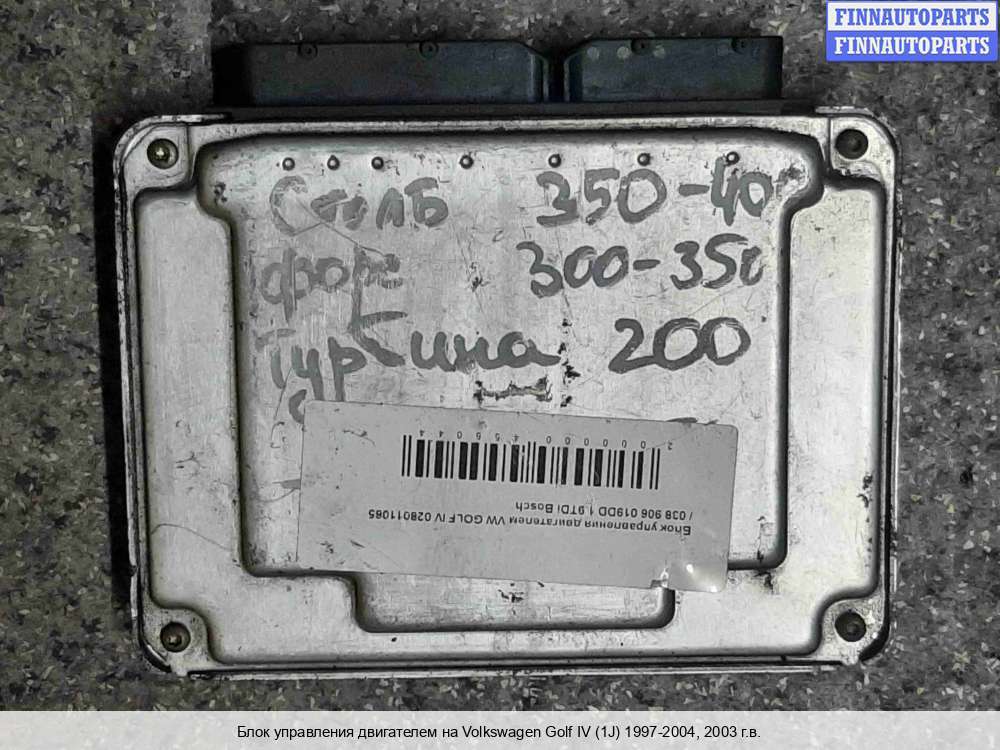 FINNAUTOPARTS
FINNAUTOPARTS
350-40
форс 300-350
Турбина 200
Блок управления двигателем VW GOLF IV 028011085
/ 038 906 019DD 1.9TDI Bosch
Блок управления двигателем на Volkswagen Golf IV (1J) 1997-2004, 2003 г.в.